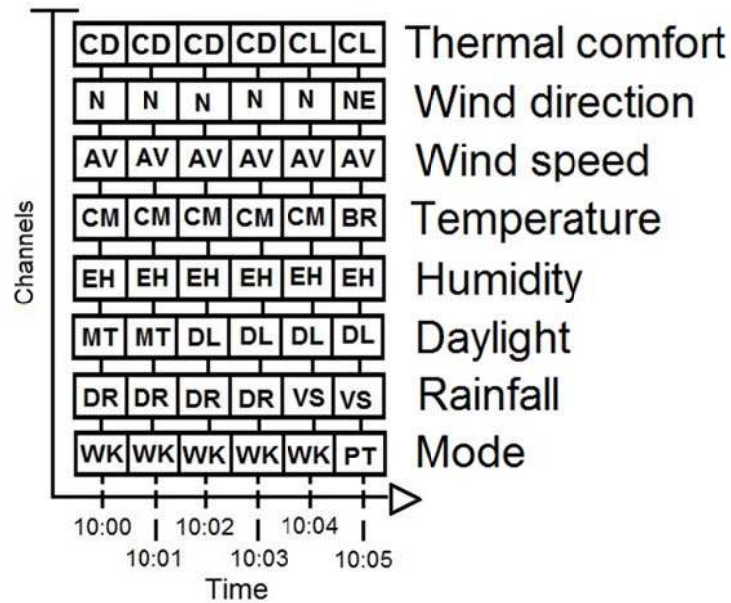 CD CD CD CD CL CL Thermal comfort
N N N N N NE Wind direction
AV AV AV AV AV AV Wind speed
CM CM CM CM CM BR Temperature
EH EH EH EH EH EH Humidity
MT MT DL DL DL DL Daylight
DR DR DR DR VS VS Rainfall
WK WK WK WK WK PT Mode
Channels
10:00 10:02 10:04
10:01 10:03 10:05
Time